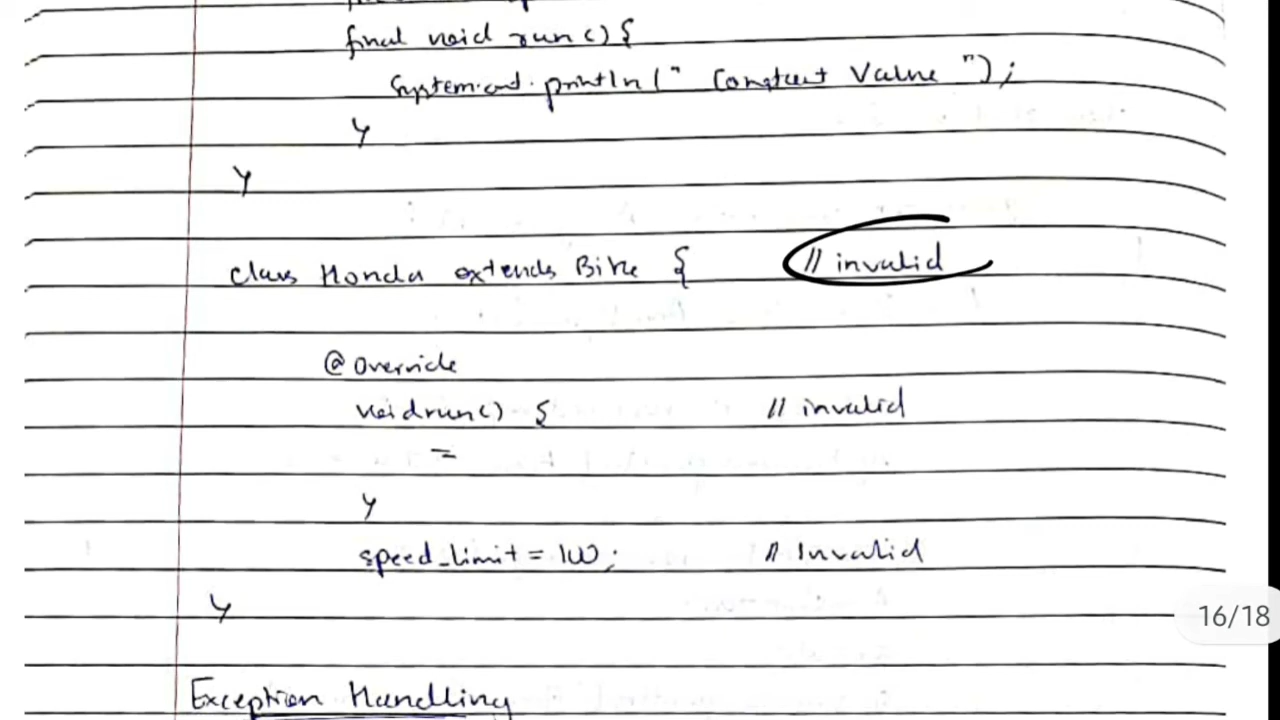 final void run() {
System.out.println(" Constant Value ");
}
}
class Honda extends Bike { // invalid
@Override
void run() { // invalid
=
}
speed_limit = 100; // Invalid
}
16/18
Exception Handling